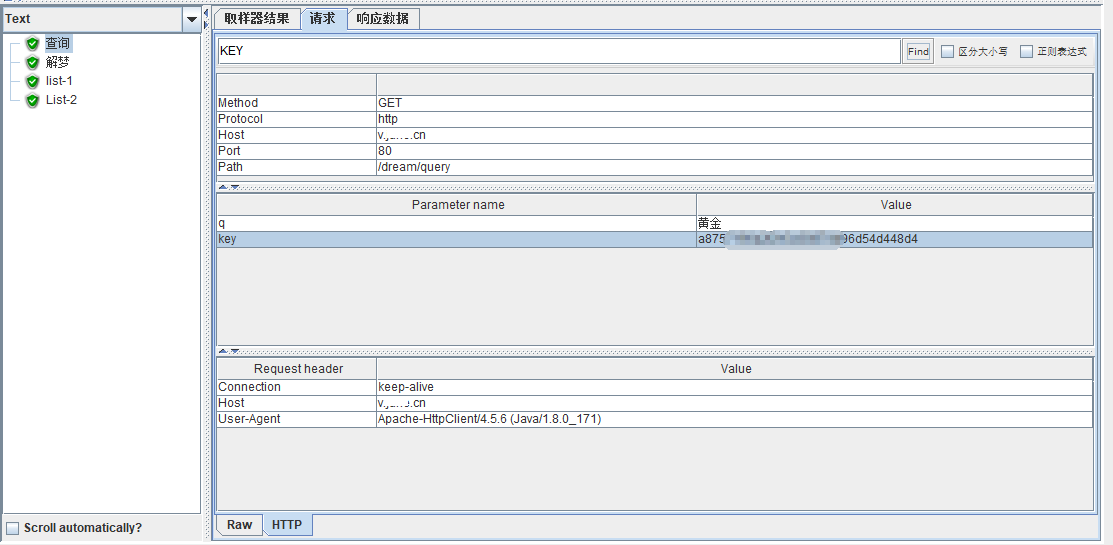 Text
查询
解梦
list-1
List-2
Scroll automatically?
取样器结果 请求 响应数据
KEY Find 区分大小写 正则表达式
Method GET
Protocol http
Host .cn
Port 80
Path /dream/query
Parameter name Value
q 黄金
key a875 96d54d448d4
Request header Value
Connection keep-alive
Host .cn
User-Agent Apache-HttpClient/4.5.6 (Java/1.8.0_171)
Raw HTTP